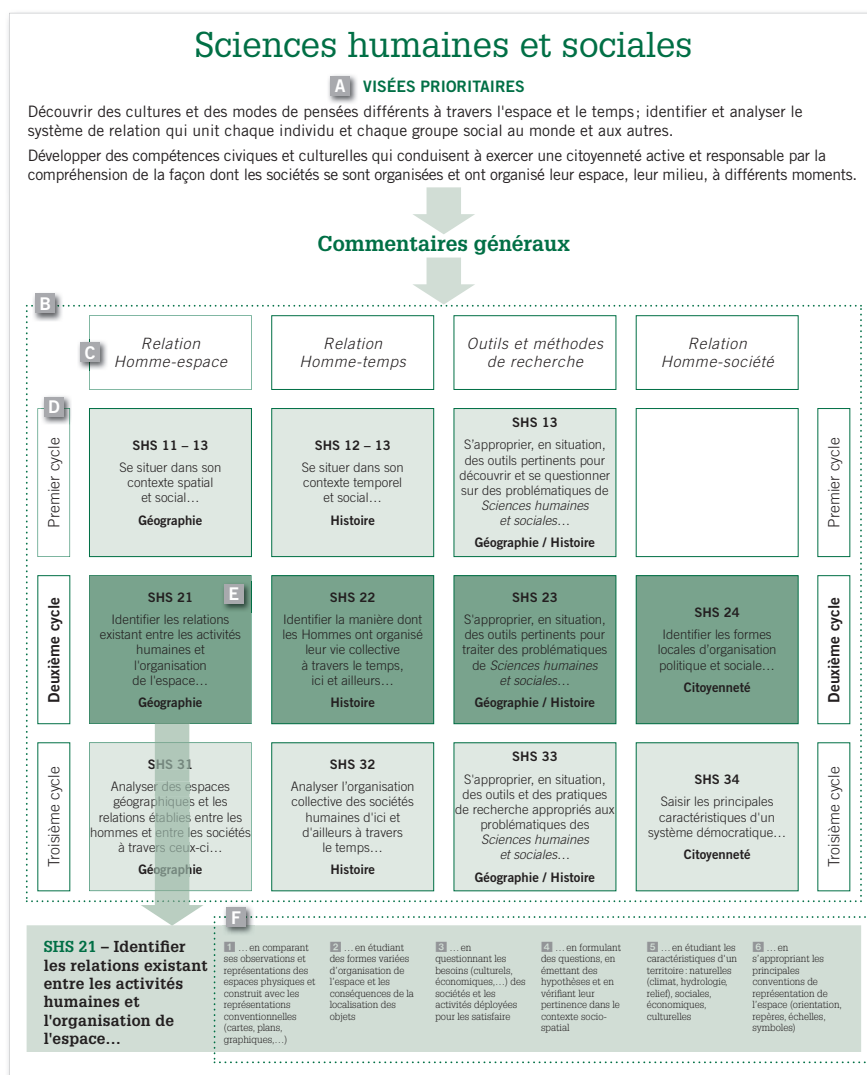 Sciences humaines et sociales
A VISÉES PRIORITAIRES
Découvrir des cultures et des modes de pensées différents à travers l'espace et le temps; identifier et analyser le
système de relation qui unit chaque individu et chaque groupe social au monde et aux autres.
Développer des compétences civiques et culturelles qui conduisent à exercer une citoyenneté active et responsable par la
compréhension de la façon dont les sociétés se sont organisées et ont organisé leur espace, leur milieu, à différents moments.
Commentaires généraux
B
C
Relation
Homme-espace
Relation
Homme-temps
Outils et méthodes
de recherche
Relation
Homme-société
D
Premier cycle
SHS 11 – 13
Se situer dans son
contexte spatial
et social…
Géographie
SHS 12 – 13
Se situer dans son
contexte temporel
et social…
Histoire
SHS 13
S'approprier, en situation,
des outils pertinents pour
découvrir et se questionner
sur des problématiques de
Sciences humaines
et sociales…
Géographie / Histoire
Premier cycle
Deuxième cycle
SHS 21
E
Identifier les relations
existant entre les activités
humaines et
l'organisation
de l'espace…
Géographie
SHS 22
Identifier la manière dont
les Hommes ont organisé
leur vie collective
à travers le temps,
ici et ailleurs…
Histoire
SHS 23
S'approprier, en situation,
des outils pertinents pour
traiter des problématiques
de Sciences humaines
et sociales…
Géographie / Histoire
SHS 24
Identifier les formes
locales d'organisation
politique et sociale…
Citoyenneté
Deuxième cycle
Troisième cycle
SHS 31
Analyser des espaces
géographiques et les
relations établies entre les
hommes et entre les sociétés
à travers ceux-ci…
Géographie
SHS 32
Analyser l'organisation
collective des sociétés
humaines d'ici et
d'ailleurs à travers
le temps…
Histoire
SHS 33
S'approprier, en situation,
des outils et des pratiques
de recherche appropriés aux
problématiques des
Sciences humaines
et sociales…
Géographie / Histoire
SHS 34
Saisir les principales
caractéristiques d'un
système démocratique…
Citoyenneté
Troisième cycle
F
SHS 21 – Identifier
les relations existant
entre les activités
humaines et
l'organisation de
l'espace…
1 …en comparant
ses observations et
représentations des
espaces physiques et
construit avec les
représentations
conventionnelles
(cartes, plans,
graphiques,…)
2 …en étudiant
des formes variées
d'organisation de
l'espace et les
conséquences de la
localisation des
objets
3 …en
questionnant les
besoins (culturels,
économiques,…) des
sociétés et les
activités déployées
pour les satisfaire
4 …en formulant
des questions, en
émettant des
hypothèses et en
vérifiant leur
pertinence dans le
contexte socio-
spatial
5 …en étudiant les
caractéristiques d'un
territoire : naturelles
(climat, hydrologie,
relief), sociales,
économiques,
culturelles
6 …en
s'appropriant les
principales
conventions de
représentation de
l'espace (orientation,
repères, échelles,
symboles)